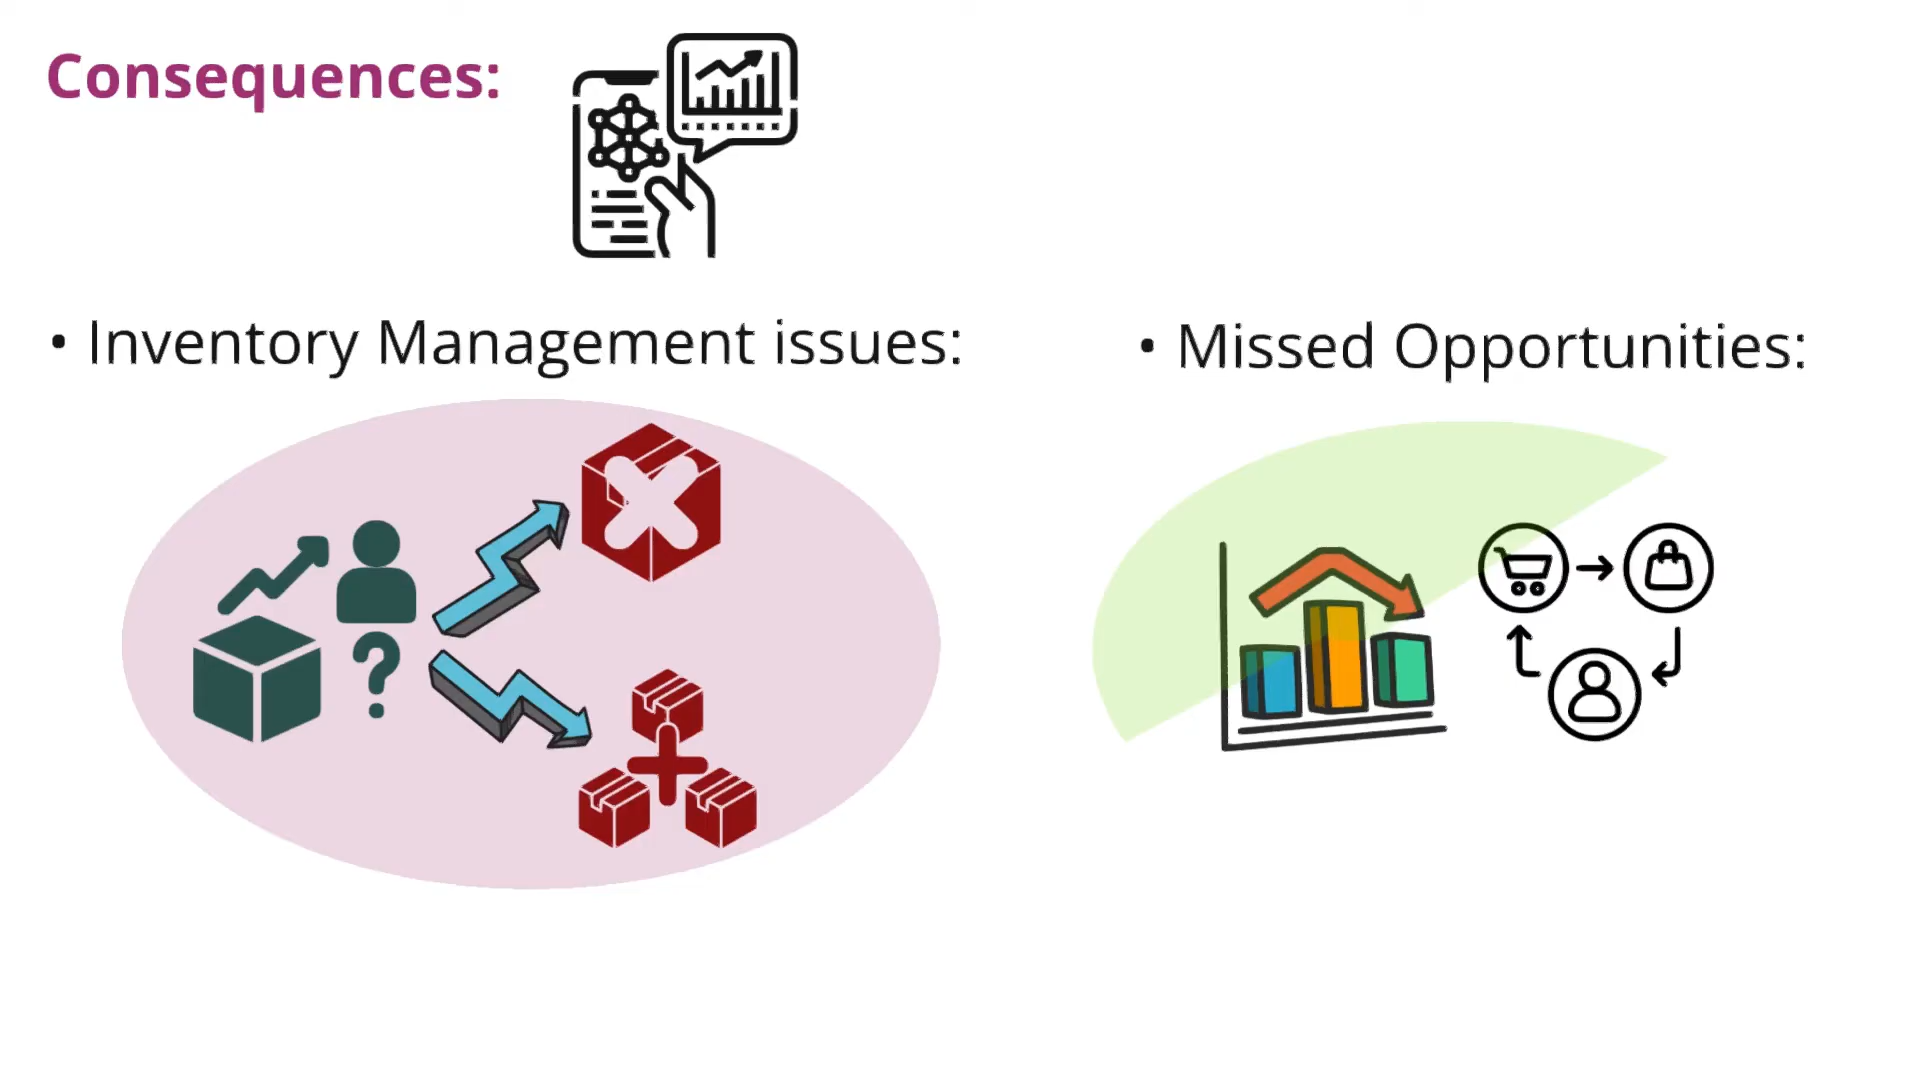 Consequences:
• Inventory Management issues:
• Missed Opportunities:
?